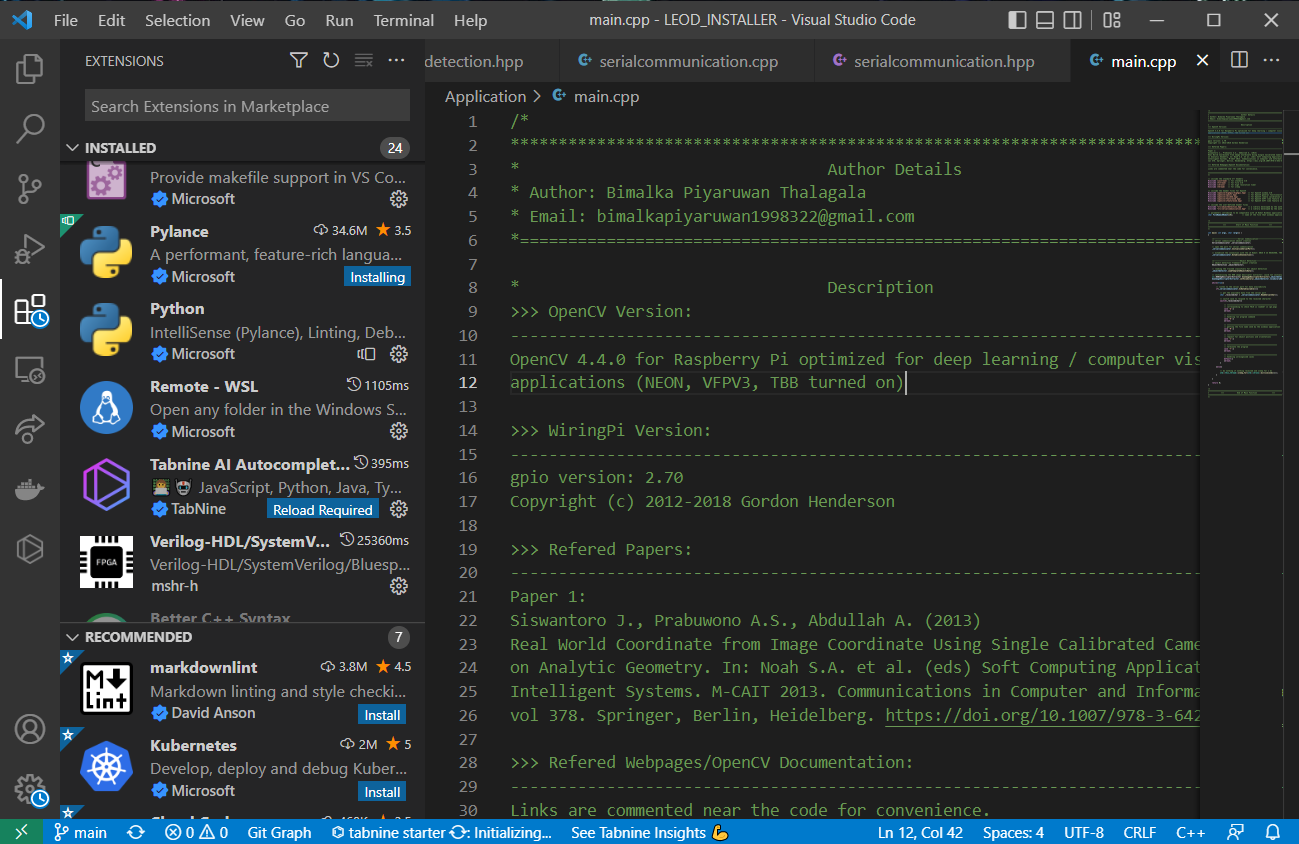 File Edit Selection View Go Run Terminal Help main.cpp - LEOD_INSTALLER - Visual Studio Code
EXTENSIONS
Search Extensions in Marketplace
INSTALLED 24
Provide makefile support in VS Co...
Microsoft
Pylance 34.6M 3.5
A performant, feature-rich langua...
Microsoft Installing
Python
IntelliSense (Pylance), Linting, Deb...
Microsoft
Remote - WSL 1105ms
Open any folder in the Windows S...
Microsoft
Tabnine AI Autocomplet... 395ms
JavaScript, Python, Java, Ty...
TabNine Reload Required
FPGA
Verilog-HDL/SystemV... 25360ms
Verilog-HDL/SystemVerilog/Bluesp...
mshr-h
Better C++ Syntax
RECOMMENDED 7
M lint
markdownlint 3.8M 4.5
Markdown linting and style checki...
David Anson Install
Kubernetes 2M 5
Develop, deploy and debug Kuber...
Microsoft Install
detection.hpp serialcommunication.cpp serialcommunication.hpp main.cpp
Application > main.cpp
1 /*
2 ************************************************************************
3 * Author Details
4 * Author: Bimalka Piyaruwan Thalagala
5 * Email: bimalkapiyaruwan1998322@gmail.com
6 *=======================================================================
7
8 * Description
9 >>> OpenCV Version:
10 ------------------------------------------------------------------------
11 OpenCV 4.4.0 for Raspberry Pi optimized for deep learning / computer vis
12 applications (NEON, VFPV3, TBB turned on)
13
14 >>> WiringPi Version:
15 ------------------------------------------------------------------------
16 gpio version: 2.70
17 Copyright (c) 2012-2018 Gordon Henderson
18
19 >>> Refered Papers:
20 ------------------------------------------------------------------------
21 Paper 1:
22 Siswantoro J., Prabuwono A.S., Abdullah A. (2013)
23 Real World Coordinate from Image Coordinate Using Single Calibrated Came
24 on Analytic Geometry. In: Noah S.A. et al. (eds) Soft Computing Applicat
25 Intelligent Systems. M-CAIT 2013. Communications in Computer and Informa
26 vol 378. Springer, Berlin, Heidelberg. https://doi.org/10.1007/978-3-642
27
28 >>> Refered Webpages/OpenCV Documentation:
29 ------------------------------------------------------------------------
30 Links are commented near the code for convenience.
main 0 0 Git Graph tabnine starter : Initializing... See Tabnine Insights 💪 Ln 12, Col 42 Spaces: 4 UTF-8 CRLF C++